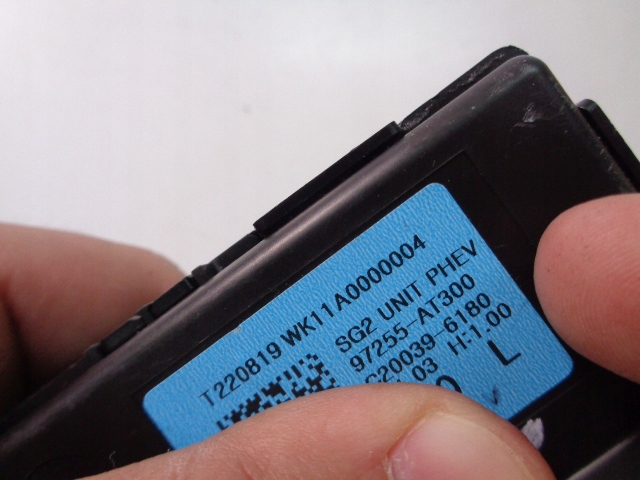 T220819 WK11A0000004
SG2 UNIT PHEV
97255-AT300
C20039-6180
03 H:1.00
L